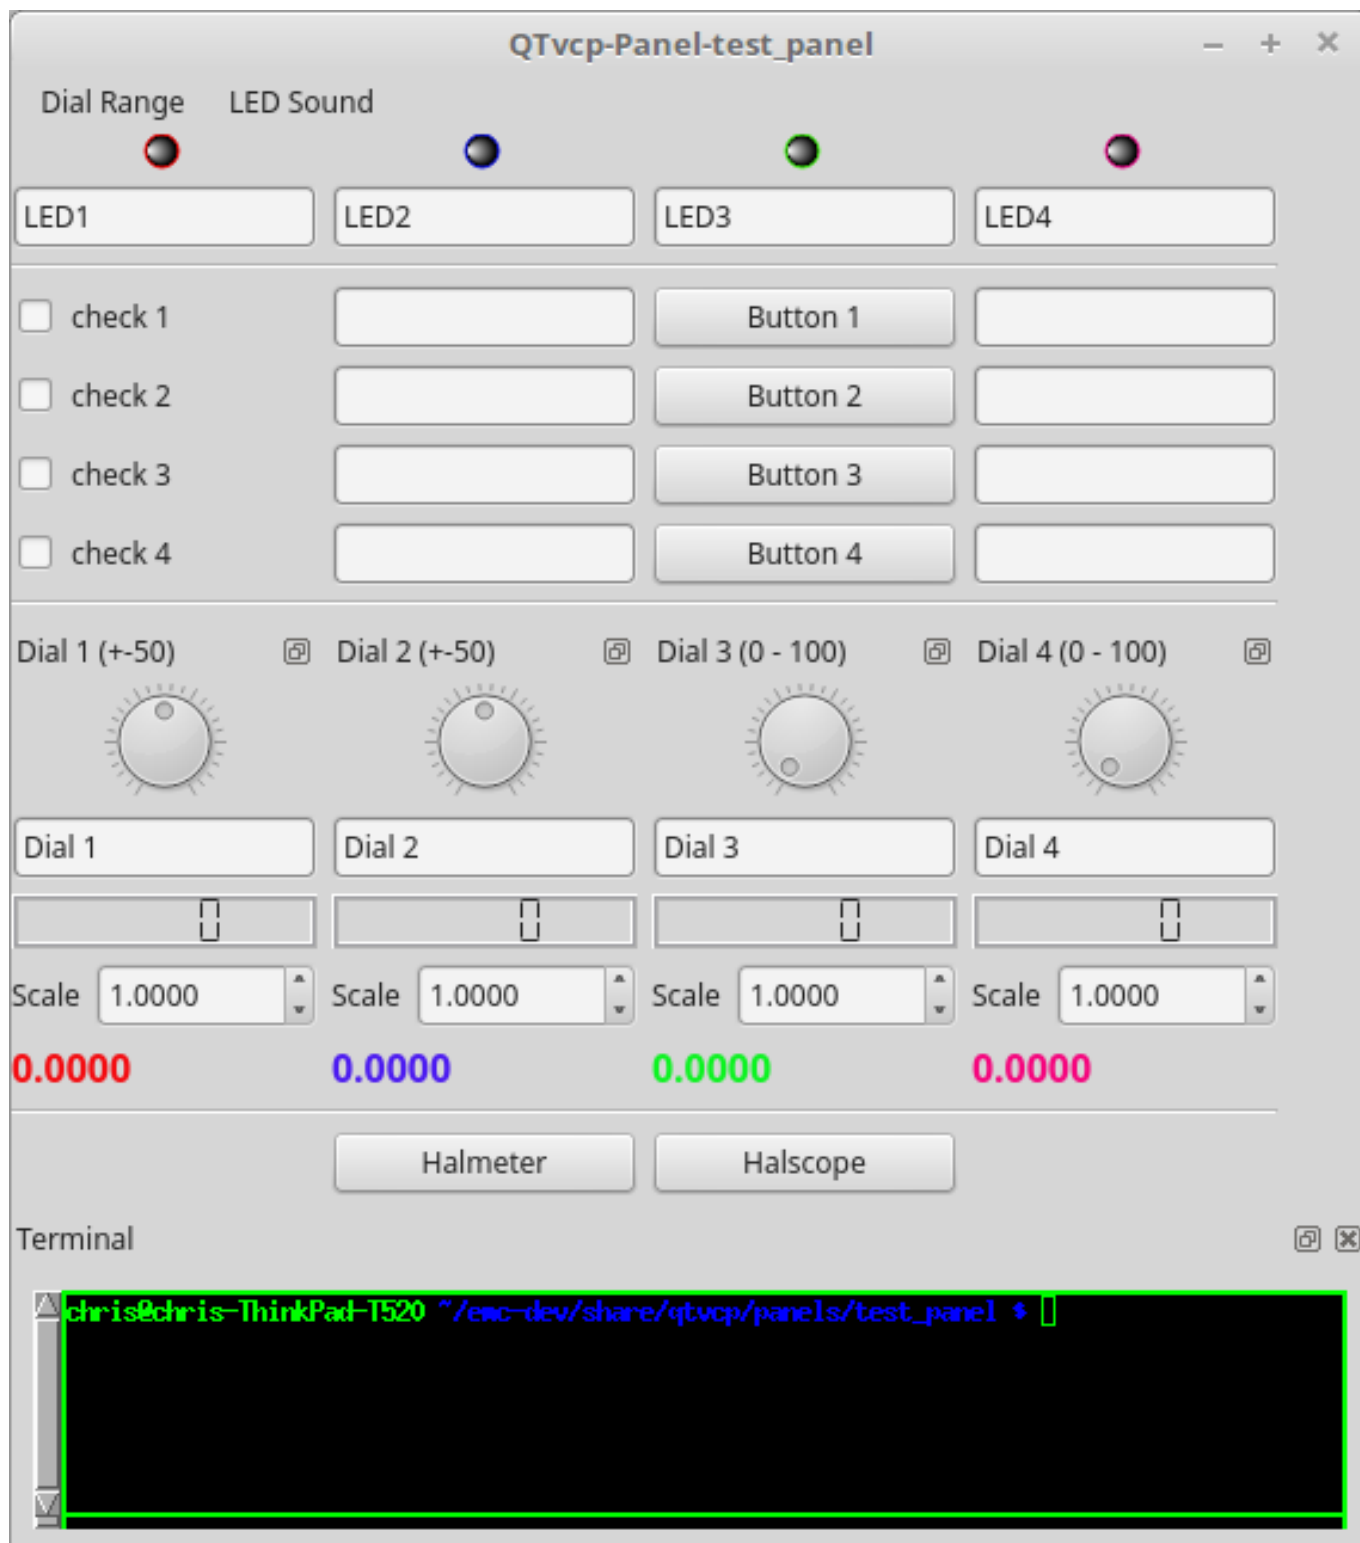 QTvcp-Panel-test_panel
Dial Range LED Sound
LED1 LED2 LED3 LED4
check 1 Button 1
check 2 Button 2
check 3 Button 3
check 4 Button 4
Dial 1 (+-50) Dial 2 (+-50) Dial 3 (0 - 100) Dial 4 (0 - 100)
Dial 1 Dial 2 Dial 3 Dial 4
0 0 0 0
Scale 1.0000 Scale 1.0000 Scale 1.0000 Scale 1.0000
0.0000 0.0000 0.0000 0.0000
Halmeter Halscope
Terminal
chris@chris-ThinkPad-T520 ~/emc-dev/share/qtvcp/panels/test_panel $